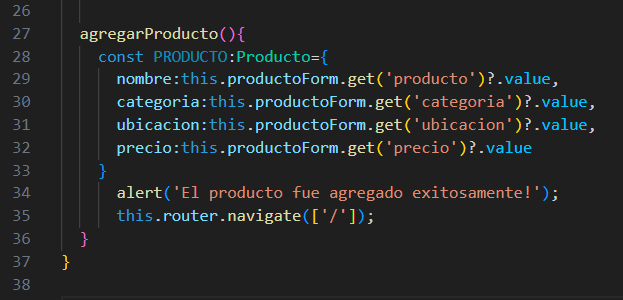 26
27 agregarProducto(){
28 const PRODUCTO:Producto={
29 nombre:this.productoForm.get('producto')?.value,
30 categoria:this.productoForm.get('categoria')?.value,
31 ubicacion:this.productoForm.get('ubicacion')?.value,
32 precio:this.productoForm.get('precio')?.value
33 }
34 alert('El producto fue agregado exitosamente!');
35 this.router.navigate(['/']);
36 }
37 }
38